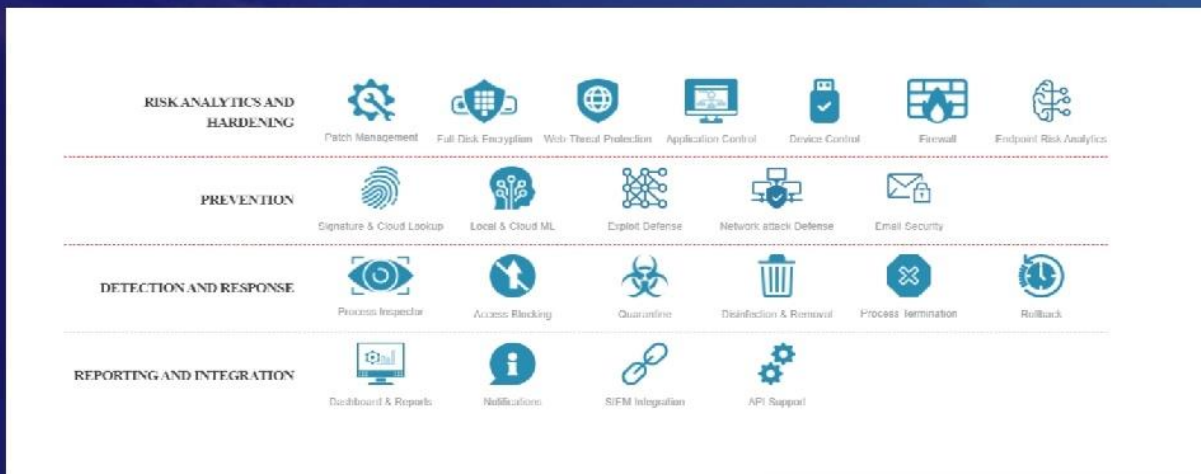 RISK ANALYTICS AND
HARDENING
Patch Management
Full Disk Encryption
Web Threat Protection
Application Control
Device Control
Firewall
Endpoint Risk Analytics
PREVENTION
Signature & Cloud Lookup
Local & Cloud ML
Exploit Defense
Network attack Defense
Email Security
DETECTION AND RESPONSE
Process Inspector
Access Blocking
Quarantine
Disinfection & Removal
Process Termination
Rollback
REPORTING AND INTEGRATION
Dashboard & Reports
Notifications
SIEM Integration
API Support